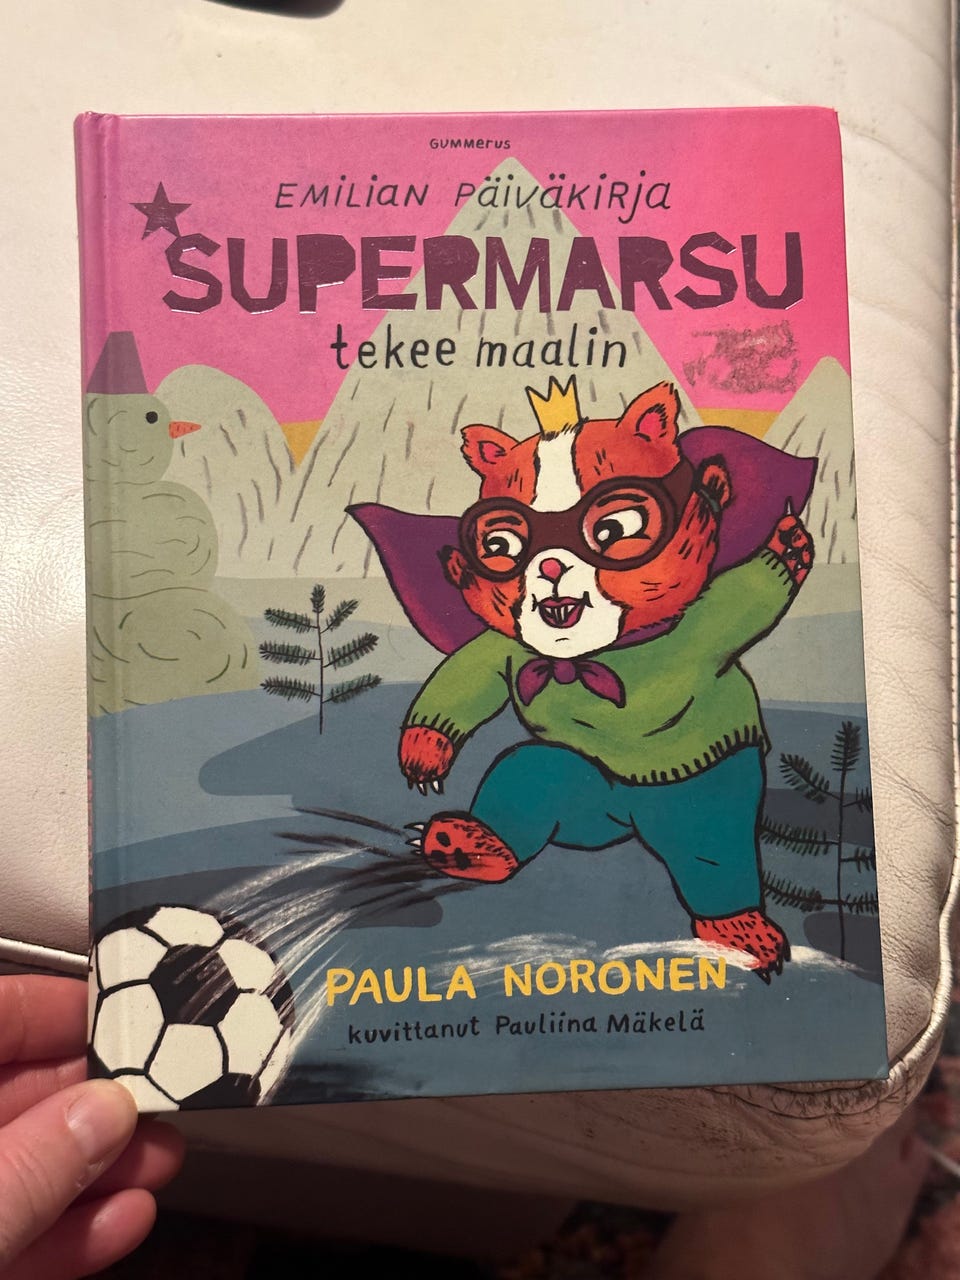 GUMMERUS
EMILIAN PÄIVÄKIRJA
SUPERMARSU
tekee maalin
PAULA NORONEN
kuvittanut Pauliina Mäkelä